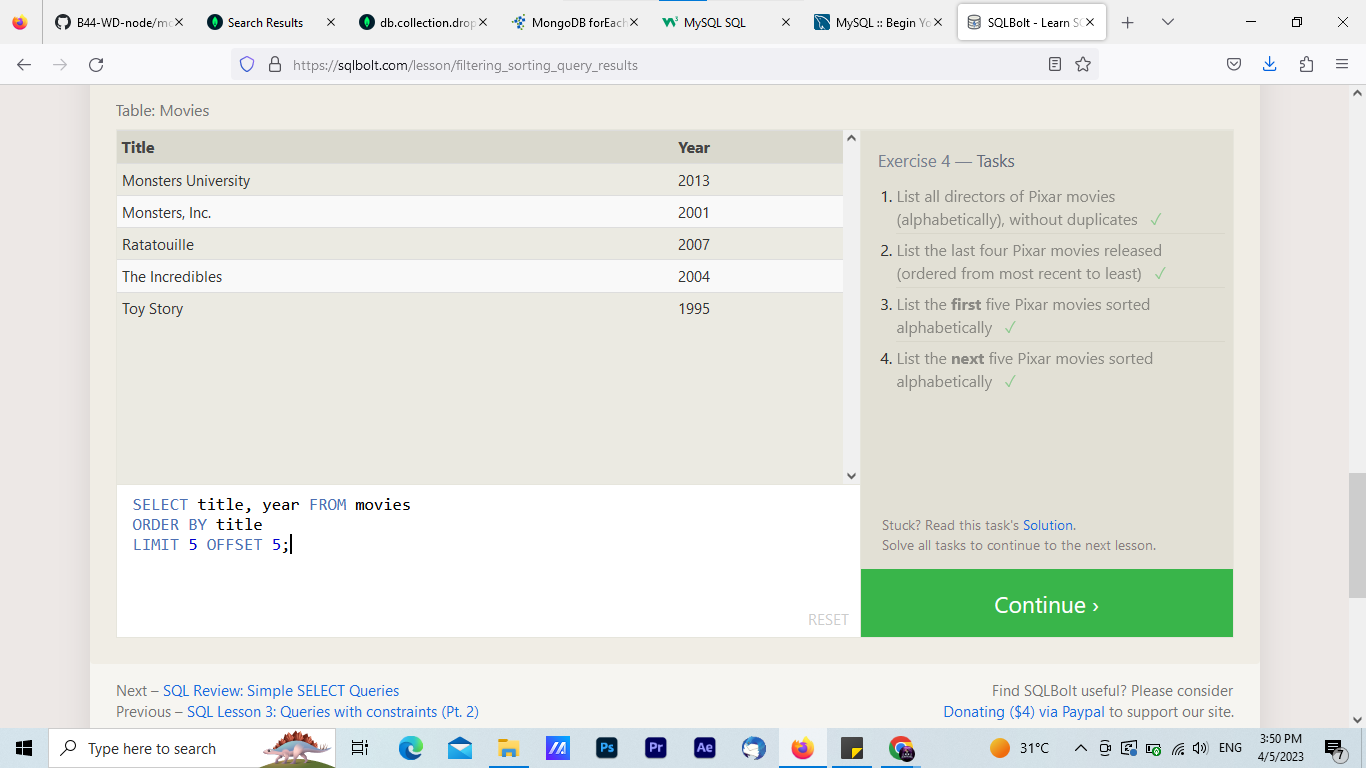 B44-WD-node/mo
Search Results
db.collection.drop
MongoDB forEach
MySQL SQL
MySQL :: Begin Yo
SQLBolt - Learn SQ
https://sqlbolt.com/lesson/filtering_sorting_query_results
Table: Movies
Title Year
Monsters University 2013
Monsters, Inc. 2001
Ratatouille 2007
The Incredibles 2004
Toy Story 1995
SELECT title, year FROM movies
ORDER BY title
LIMIT 5 OFFSET 5;
RESET
Exercise 4 — Tasks
1. List all directors of Pixar movies
(alphabetically), without duplicates ✓
2. List the last four Pixar movies released
(ordered from most recent to least) ✓
3. List the first five Pixar movies sorted
alphabetically ✓
4. List the next five Pixar movies sorted
alphabetically ✓
Stuck? Read this task's Solution.
Solve all tasks to continue to the next lesson.
Continue ›
Next – SQL Review: Simple SELECT Queries
Previous – SQL Lesson 3: Queries with constraints (Pt. 2)
Find SQLBolt useful? Please consider
Donating ($4) via Paypal to support our site.
Type here to search
Ps
Pr
Ae
31°C
ENG
3:50 PM
4/5/2023
7